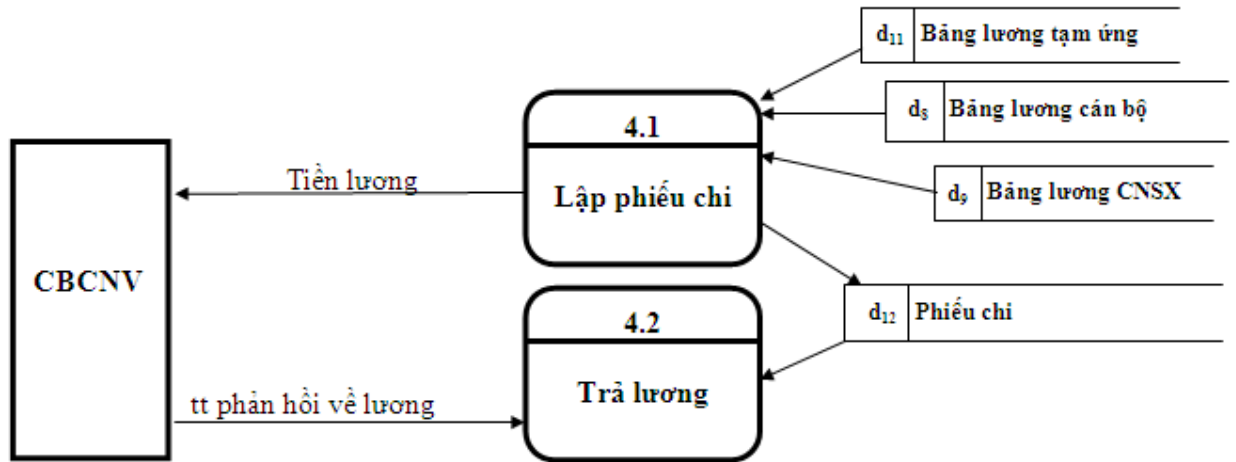 d11 Bảng lương tạm ứng
d8 Bảng lương cán bộ
4.1
Tiền lương
Lập phiếu chi
d9 Bảng lương CNSX
CBCNV
d12 Phiếu chi
4.2
Trả lương
tt phản hồi về lương